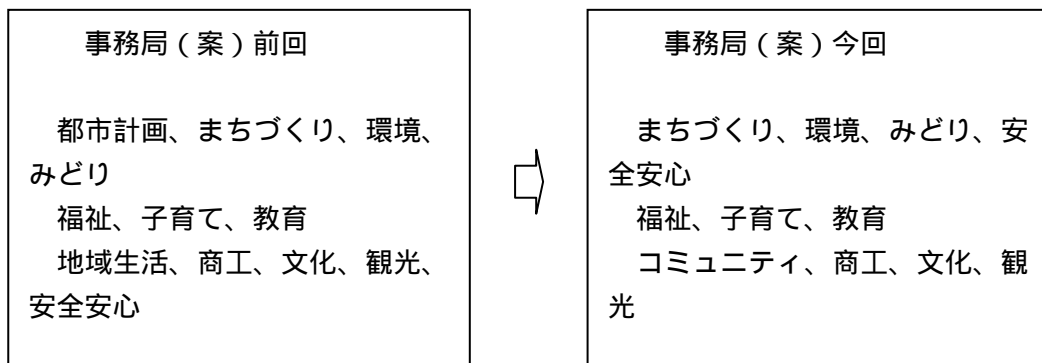 事務局（案）前回
都市計画、まちづくり、環境、
みどり
福祉、子育て、教育
地域生活、商工、文化、観光、
安全安心
事務局（案）今回
まちづくり、環境、みどり、安
全安心
福祉、子育て、教育
コミュニティ、商工、文化、観
光